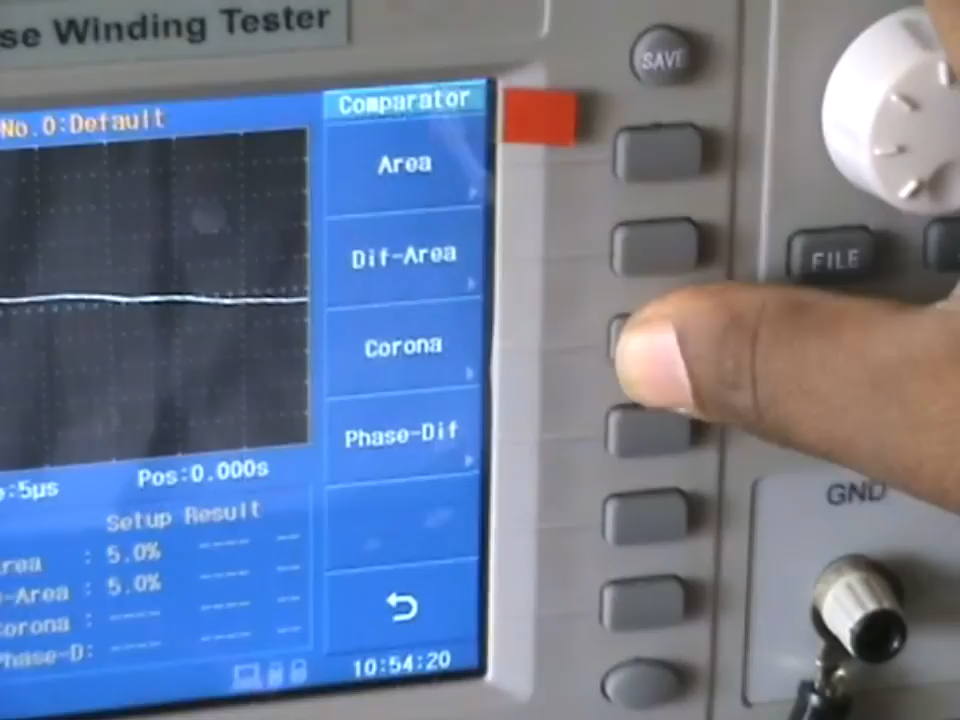 se Winding Tester
SAVE
No.0:Default
Comparator
Area
Dif-Area
FILE
Corona
Phase-Dif
Pos:0.000s
:5µs
GND
Setup Result
rea : 5.0% ---- --
-Area : 5.0% ---- --
orona : ---- ---- --
Phase-D: ---- ---- --
10:54:20